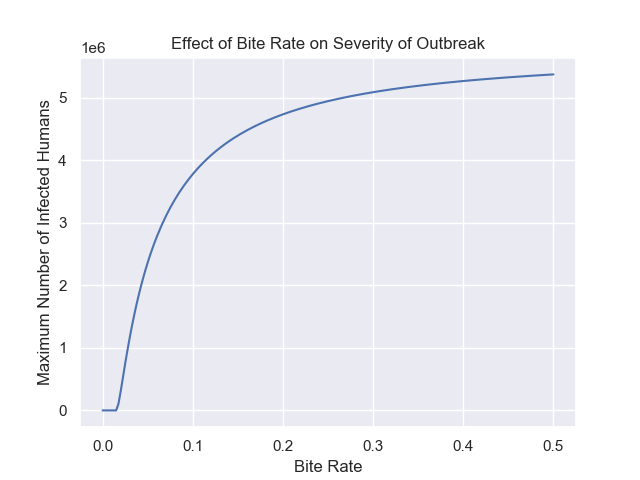 Effect of Bite Rate on Severity of Outbreak
1e6
Maximum Number of Infected Humans
5
4
3
2
1
0
0.0 0.1 0.2 0.3 0.4 0.5
Bite Rate